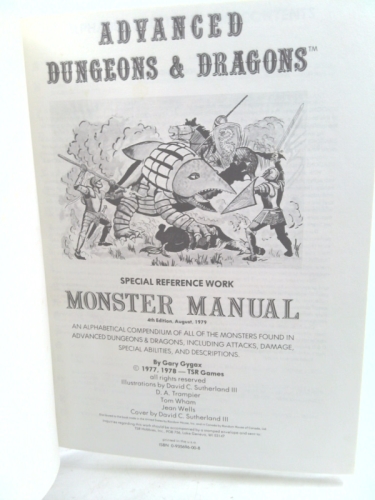 ADVANCED
DUNGEONS & DRAGONS™
SPECIAL REFERENCE WORK
MONSTER MANUAL
4th Edition, August, 1979
AN ALPHABETICAL COMPENDIUM OF ALL OF THE MONSTERS FOUND IN
ADVANCED DUNGEONS & DRAGONS, INCLUDING ATTACKS, DAMAGE,
SPECIAL ABILITIES, AND DESCRIPTIONS.
By Gary Gygax
© 1977, 1978 — TSR Games
all rights reserved
Illustrations by David C. Sutherland III
D. A. Trampier
Tom Wham
Jean Wells
Cover by David C. Sutherland III